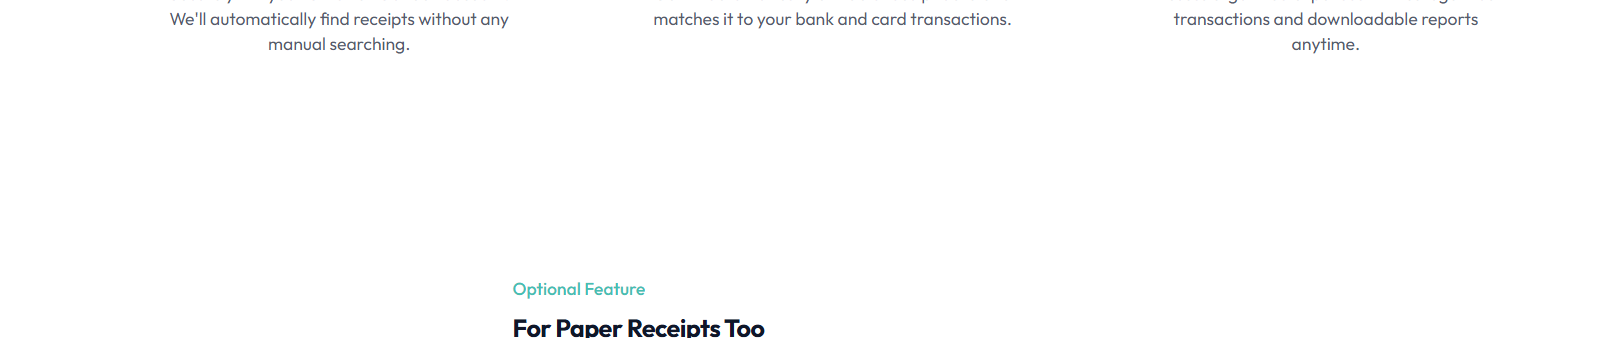 We'll automatically find receipts without any
manual searching.
matches it to your bank and card transactions.
transactions and downloadable reports
anytime.
Optional Feature
For Paper Receipts Too